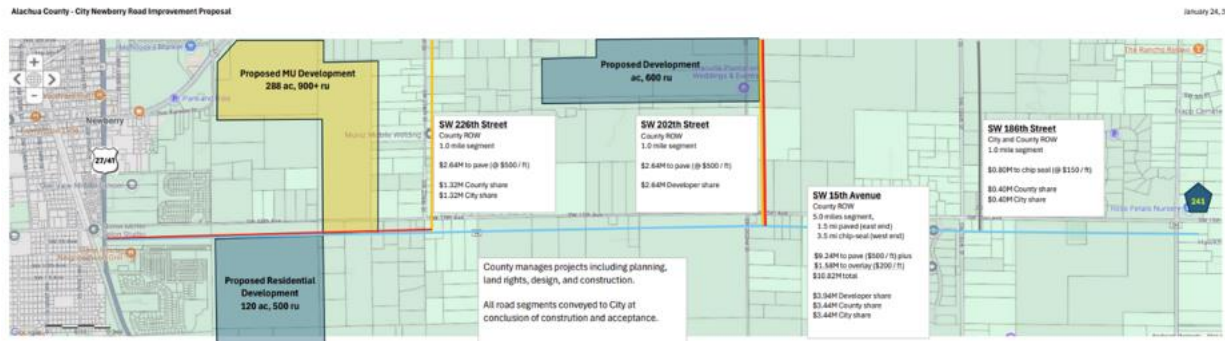 Alachua County - City Newberry Road Improvement Proposal
January 24, 3
Proposed MU Development
288 ac, 900+ ru
Proposed Development
ac, 600 ru
Weddings & Events
The Rancho Rodeo
Newberry
27/41
SW 226th Street
County ROW
1.0 mile segment
$2.64M to pave (@ $500 / ft)
$1.32M County share
$1.32M City share
SW 202th Street
County ROW
1.0 mile segment
$2.64M to pave (@ $500 / ft)
$2.64M Developer share
SW 186th Street
City and County ROW
1.0 mile segment
$0.80M to chip seal (@ $150 / ft)
$0.40M County share
$0.40M City share
SW 15th Avenue
County ROW
5.0 miles segment,
1.5 mi paved (east end)
3.5 mi chip-seal (west end)
$9.24M to pave ($500 / ft) plus
$1.58M to overlay ($200 / ft)
$10.82M total
$3.94M Developer share
$3.44M County share
$3.44M City share
241
Proposed Residential
Development
120 ac, 500 ru
County manages projects including planning,
land rights, design, and construction.
All road segments conveyed to City at
conclusion of constrution and acceptance.